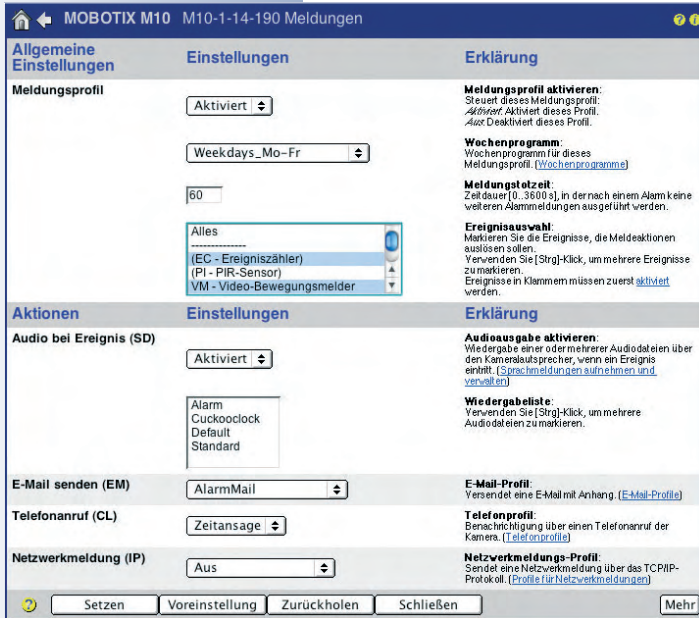 MOBOTIX M10 M10-1-14-190 Meldungen
Allgemeine Einstellungen
Einstellungen
Erklärung
Meldungsprofil
Aktiviert
Meldungsprofil aktivieren:
Steuert dieses Meldungsprofil:
Aktiviert: Aktiviert dieses Profil.
Aus: Deaktiviert dieses Profil.
Weekdays_Mo-Fr
Wochenprogramm:
Wochenprogramm für dieses
Meldungsprofil. (Wochenprogramme)
60
Meldungstotzeit:
Zeitdauer [0..3600 s], in der nach einem Alarm keine
weiteren Alarmmeldungen ausgeführt werden.
Alles
--------------
(EC - Ereigniszähler)
(PI - PIR-Sensor)
VM - Video-Bewegungsmelder
Ereignisauswahl:
Markieren Sie die Ereignisse, die Meldeaktionen
auslösen sollen.
Verwenden Sie [Strg]-Klick, um mehrere Ereignisse
zu markieren.
Ereignisse in Klammern müssen zuerst aktiviert
werden.
Aktionen
Einstellungen
Erklärung
Audio bei Ereignis (SD)
Aktiviert
Audioausgabe aktivieren:
Wiedergabe einer oder mehrerer Audiodateien über
den Kameralautsprecher, wenn ein Ereignis
eintritt. (Sprachmeldungen aufnehmen und
verwalten)
Alarm
Cuckooclock
Default
Standard
Wiedergabeliste:
Verwenden Sie [Strg]-Klick, um mehrere
Audiodateien zu markieren.
E-Mail senden (EM)
AlarmMail
E-Mail-Profil:
Versendet eine E-Mail mit Anhang. (E-Mail-Profile)
Telefonanruf (CL)
Zeitansage
Telefonprofil:
Benachrichtigung über einen Telefonanruf der
Kamera. (Telefonprofile)
Netzwerkmeldung (IP)
Aus
Netzwerkmeldungs-Profil:
Sendet eine Netzwerkmeldung über das TCP/IP-
Protokoll. (Profile für Netzwerkmeldungen)
Setzen
Voreinstellung
Zurückholen
Schließen
Mehr